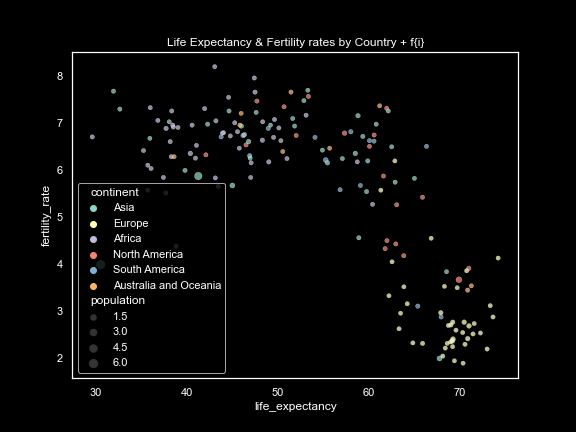 Life Expectancy & Fertility rates by Country + f{i}
8
7
6
5
4
3
2
fertility_rate
continent
Asia
Europe
Africa
North America
South America
Australia and Oceania
population
1.5
3.0
4.5
6.0
30 40 50 60 70
life_expectancy